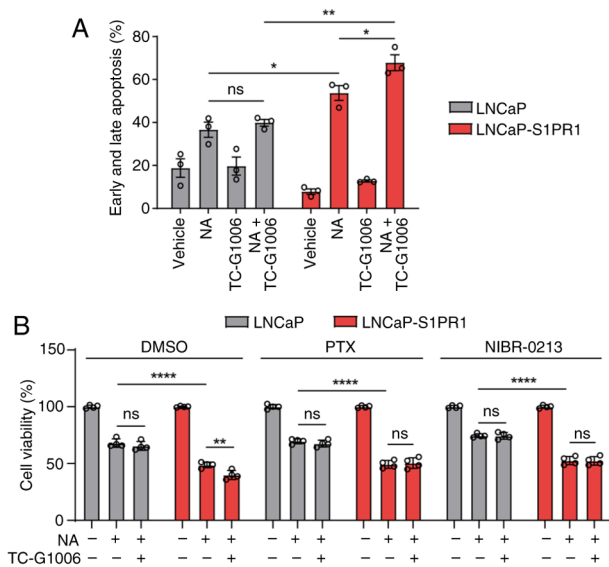 A
Early and late apoptosis (%)
80
60
40
20
0
**
*
*
ns
Vehicle
NA
TC-G1006
NA +
TC-G1006
Vehicle
NA
TC-G1006
NA +
TC-G1006
LNCaP
LNCaP-S1PR1
B
LNCaP
LNCaP-S1PR1
Cell viability (%)
150
100
50
0
DMSO
PTX
NIBR-0213
**** **** ****
ns ** ns ns ns ns
NA – + + – + + – + + – + + – + + – + +
TC-G1006 – – + – – + – – + – – + – – + – – +